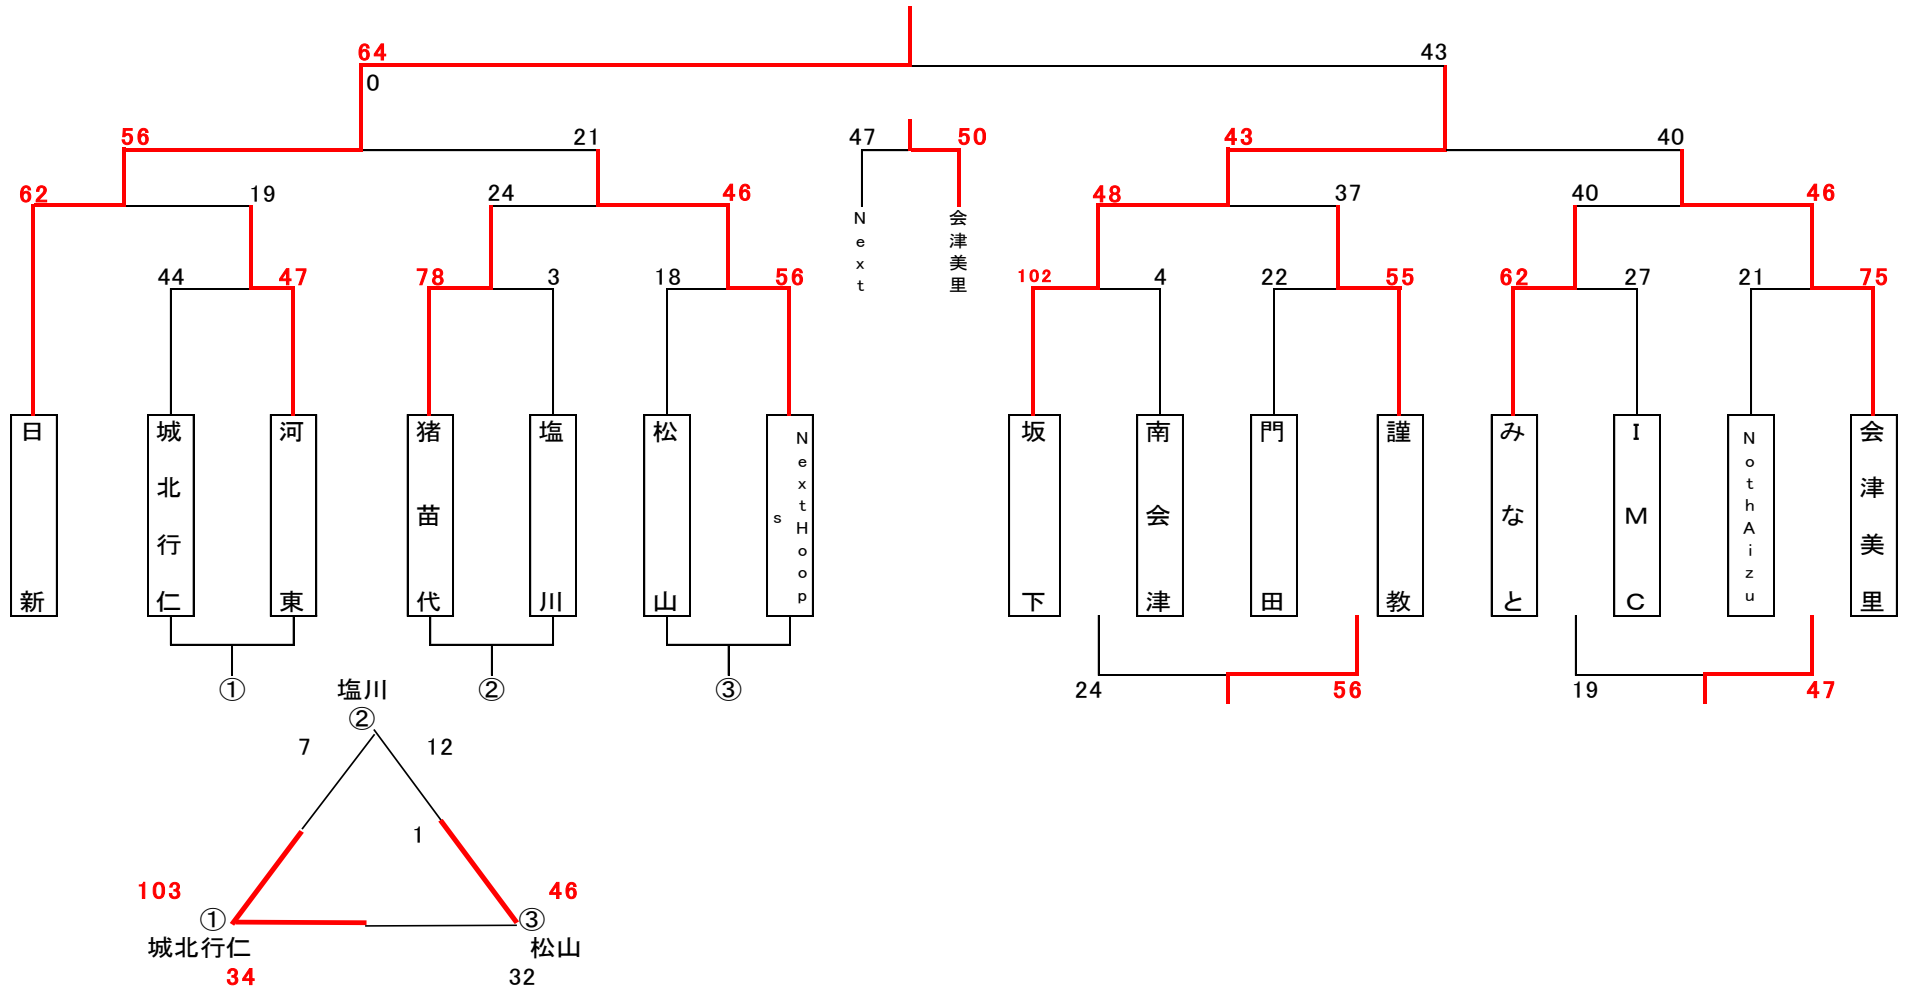 64
43
0
56
21
47
50
43
40
62
19
24
46
48
37
40
46
Next
会津美里
44
47
78
3
18
56
102
4
22
55
62
27
21
75
日新
城北行仁
河東
猪苗代
塩川
松山
NextHoop
s
坂下
南会津
門田
謹教
みなと
IMC
NothAizu
会津美里
①
②
③
24
56
19
47
塩川
②
7
12
1
103
46
①
③
城北行仁
松山
34
32